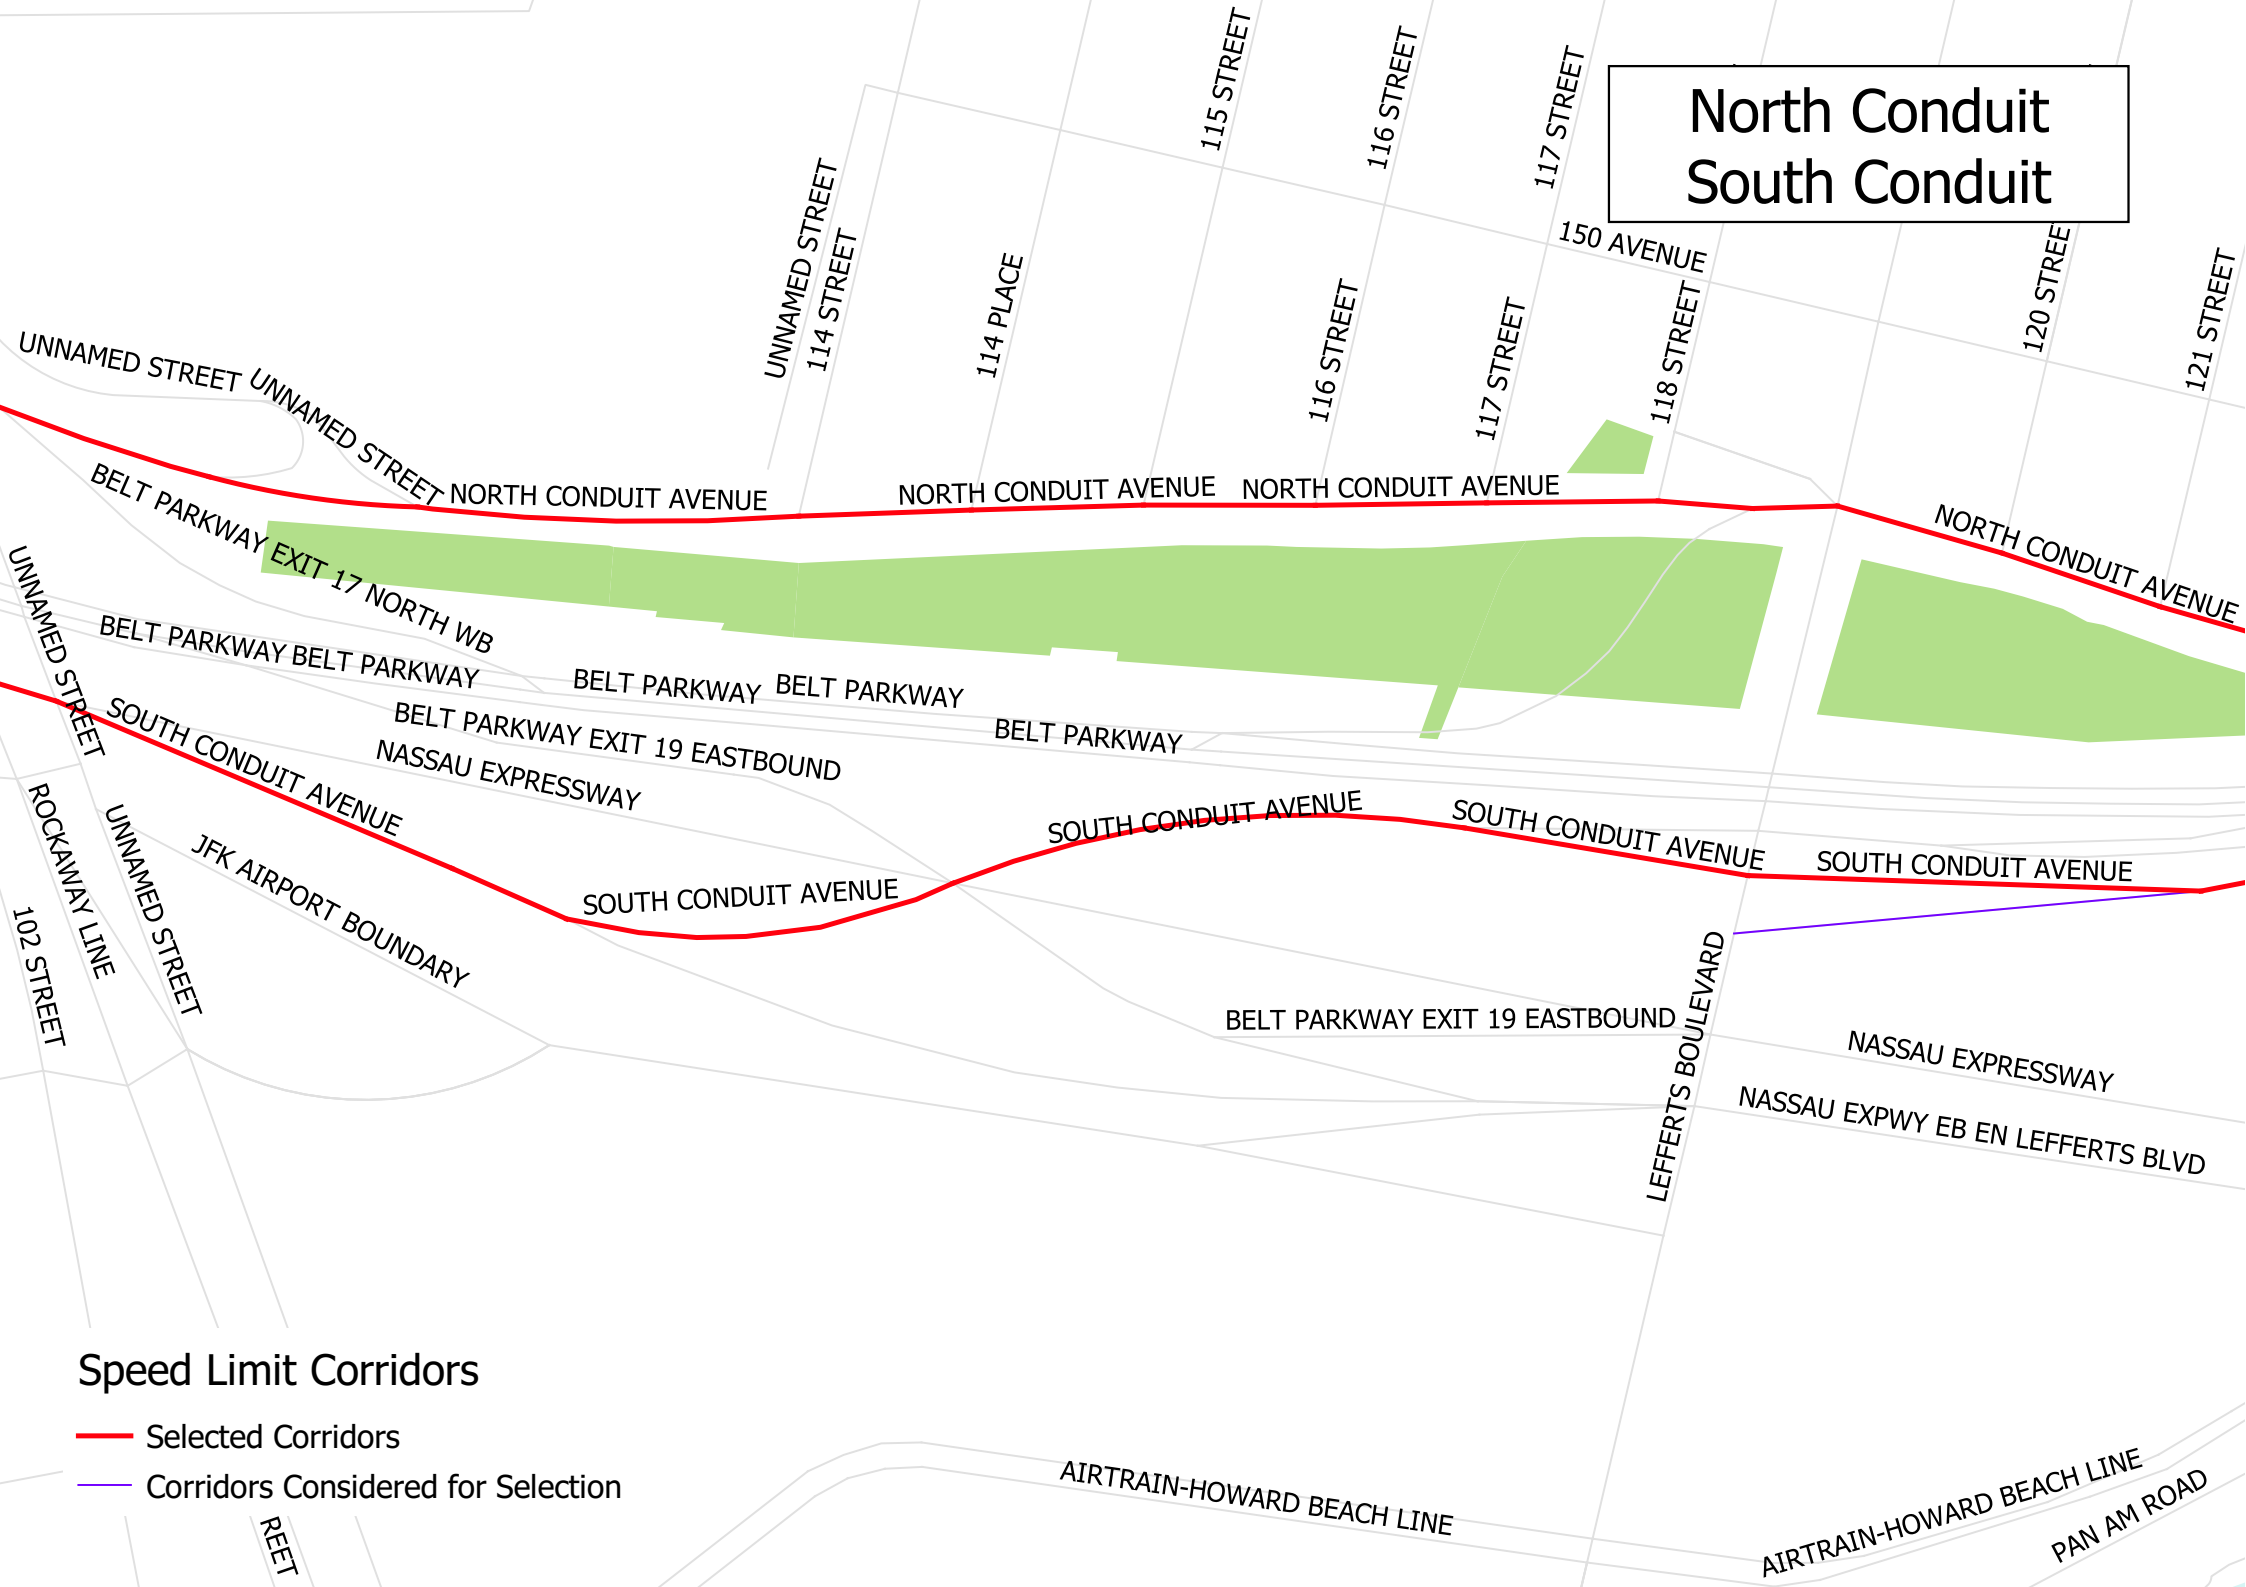 North Conduit
South Conduit
115 STREET
116 STREET
117 STREET
150 AVENUE
UNNAMED STREET
114 STREET
114 PLACE
116 STREET
117 STREET
118 STREET
120 STREE
121 STREET
UNNAMED STREET
UNNAMED STREET
NORTH CONDUIT AVENUE
NORTH CONDUIT AVENUE
NORTH CONDUIT AVENUE
NORTH CONDUIT AVENUE
BELT PARKWAY EXIT 17 NORTH WB
UNNAMED STREET
BELT PARKWAY
BELT PARKWAY
BELT PARKWAY
BELT PARKWAY
BELT PARKWAY
BELT PARKWAY EXIT 19 EASTBOUND
NASSAU EXPRESSWAY
SOUTH CONDUIT AVENUE
SOUTH CONDUIT AVENUE
SOUTH CONDUIT AVENUE
SOUTH CONDUIT AVENUE
SOUTH CONDUIT AVENUE
ROCKAWAY LINE
UNNAMED STREET
JFK AIRPORT BOUNDARY
102 STREET
LEFFERTS BOULEVARD
BELT PARKWAY EXIT 19 EASTBOUND
NASSAU EXPRESSWAY
NASSAU EXPWY EB EN LEFFERTS BLVD
Speed Limit Corridors
Selected Corridors
Corridors Considered for Selection
REET
AIRTRAIN-HOWARD BEACH LINE
AIRTRAIN-HOWARD BEACH LINE
PAN AM ROAD